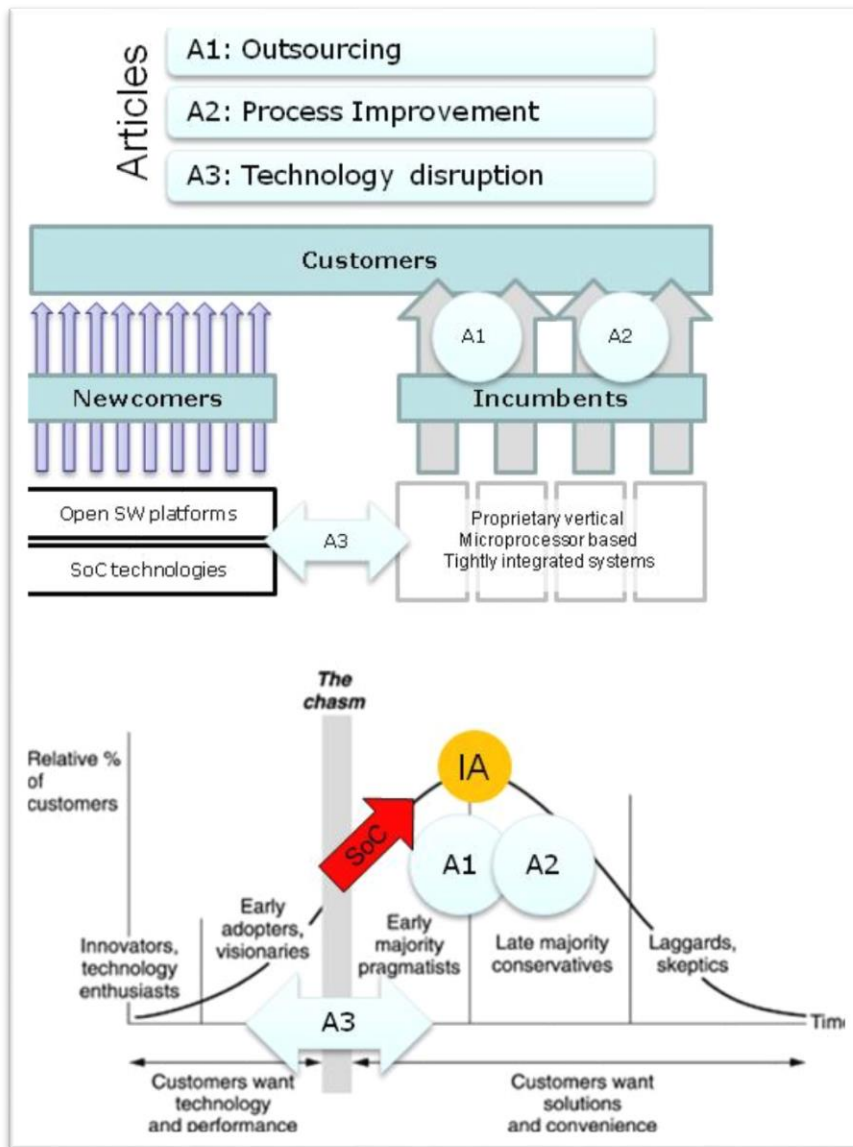 Articles
A1: Outsourcing
A2: Process Improvement
A3: Technology disruption
Customers
A1
A2
Newcomers
Incumbents
Open SW platforms
SoC technologies
A3
Proprietary vertical
Microprocessor based
Tightly integrated systems
The
chasm
Relative %
of
customers
IA
SoC
A1
A2
Early
adopters,
visionaries
Innovators,
technology
enthusiasts
Early
majority
pragmatists
Late majority
conservatives
Laggards,
skeptics
A3
Time
Customers want
technology
and performance
Customers want
solutions
and convenience